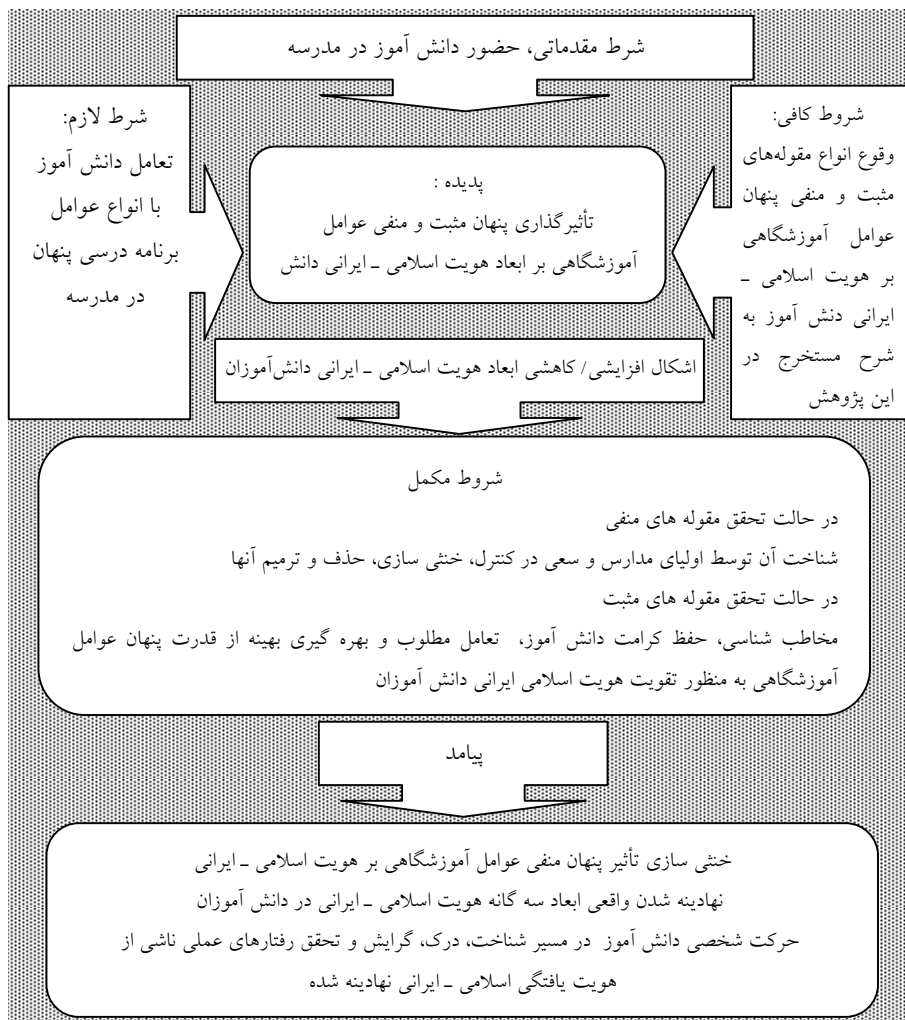 شرط مقدماتی، حضور دانش آموز در مدرسه
شروط کافی:
وقوع انواع مقوله‌های
مثبت و منفی پنهان
عوامل آموزشگاهی
بر هویت اسلامی ـ
ایرانی دنش آموز به
شرح مستخرج در
این پژوهش
شرط لازم:
تعامل دانش آموز
با انواع عوامل
برنامه درسی پنهان
در مدرسه
پدیده :
تأثیرگذاری پنهان مثبت و منفی عوامل
آموزشگاهی بر ابعاد هویت اسلامی ـ ایرانی دانش
اشکال افزایشی/ کاهشی ابعاد هویت اسلامی ـ ایرانی دانش‌آموزان
شروط مکمل
در حالت تحقق مقوله های منفی
شناخت آن توسط اولیای مدارس و سعی در کنترل، خنثی سازی، حذف و ترمیم آنها
در حالت تحقق مقوله های مثبت
مخاطب شناسی، حفظ کرامت دانش آموز، تعامل مطلوب و بهره گیری بهینه از قدرت پنهان عوامل
آموزشگاهی به منظور تقویت هویت اسلامی ایرانی دانش آموزان
پیامد
خنثی سازی تأثیر پنهان منفی عوامل آموزشگاهی بر هویت اسلامی ـ ایرانی
نهادینه شدن واقعی ابعاد سه گانه هویت اسلامی ـ ایرانی در دانش آموزان
حرکت شخصی دانش آموز در مسیر شناخت، درک، گرایش و تحقق رفتارهای عملی ناشی از
هویت یافتگی اسلامی ـ ایرانی نهادینه شده